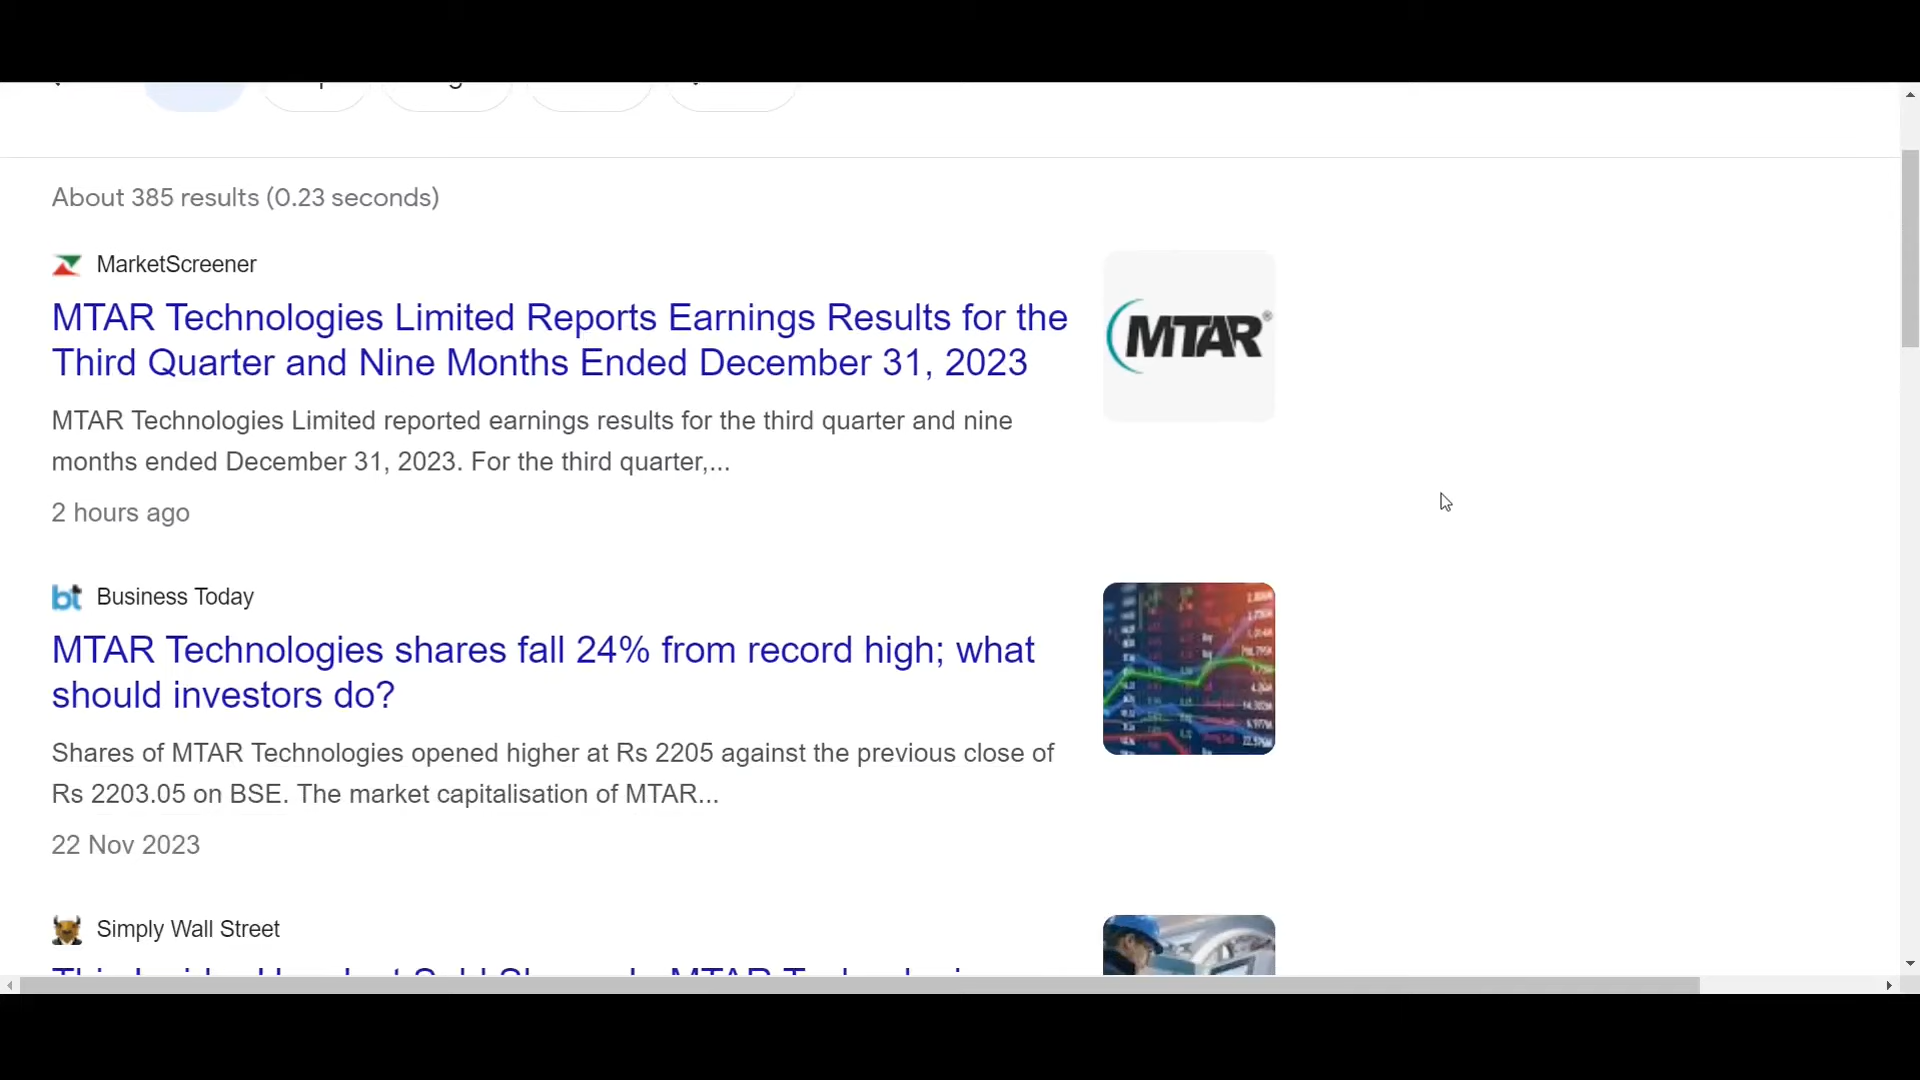 About 385 results (0.23 seconds)
MarketScreener
MTAR Technologies Limited Reports Earnings Results for the
Third Quarter and Nine Months Ended December 31, 2023
MTAR®
MTAR Technologies Limited reported earnings results for the third quarter and nine
months ended December 31, 2023. For the third quarter,...
2 hours ago
bt Business Today
MTAR Technologies shares fall 24% from record high; what
should investors do?
Shares of MTAR Technologies opened higher at Rs 2205 against the previous close of
Rs 2203.05 on BSE. The market capitalisation of MTAR...
22 Nov 2023
Simply Wall Street